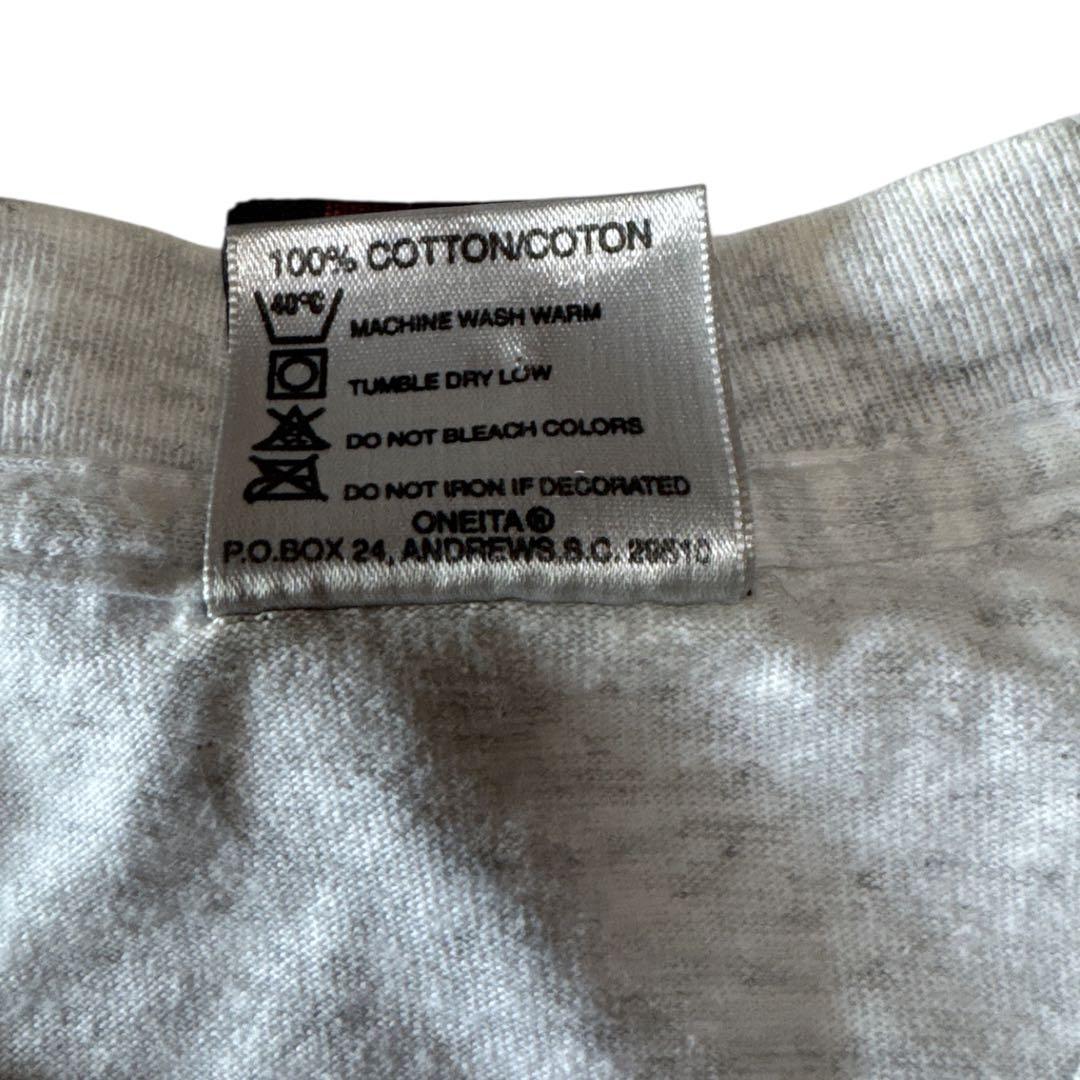 100% COTTON/COTON
40°C MACHINE WASH WARM
TUMBLE DRY LOW
DO NOT BLEACH COLORS
DO NOT IRON IF DECORATED
ONEITA®
P.O.BOX 24, ANDREWS.S.C. 29510